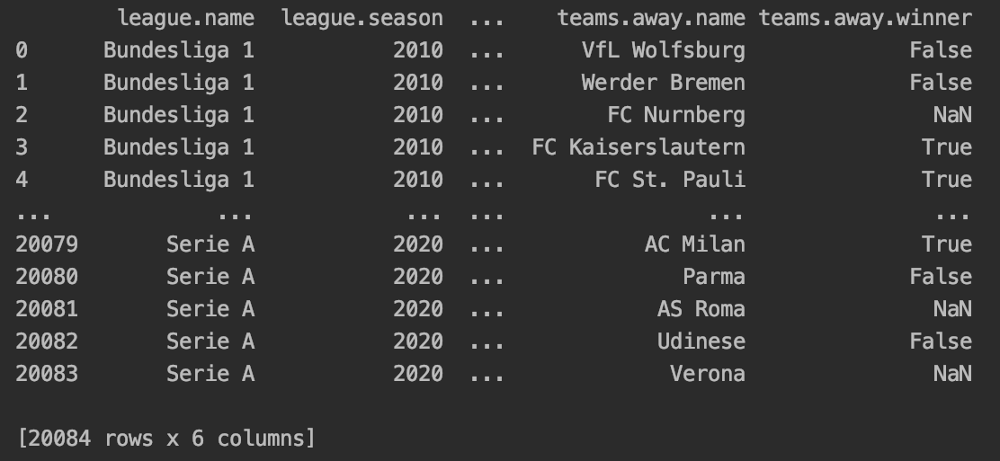 league.name league.season ... teams.away.name teams.away.winner
0 Bundesliga 1 2010 ... VfL Wolfsburg False
1 Bundesliga 1 2010 ... Werder Bremen False
2 Bundesliga 1 2010 ... FC Nurnberg NaN
3 Bundesliga 1 2010 ... FC Kaiserslautern True
4 Bundesliga 1 2010 ... FC St. Pauli True
... ... ... ... ... ...
20079 Serie A 2020 ... AC Milan True
20080 Serie A 2020 ... Parma False
20081 Serie A 2020 ... AS Roma NaN
20082 Serie A 2020 ... Udinese False
20083 Serie A 2020 ... Verona NaN
[20084 rows x 6 columns]